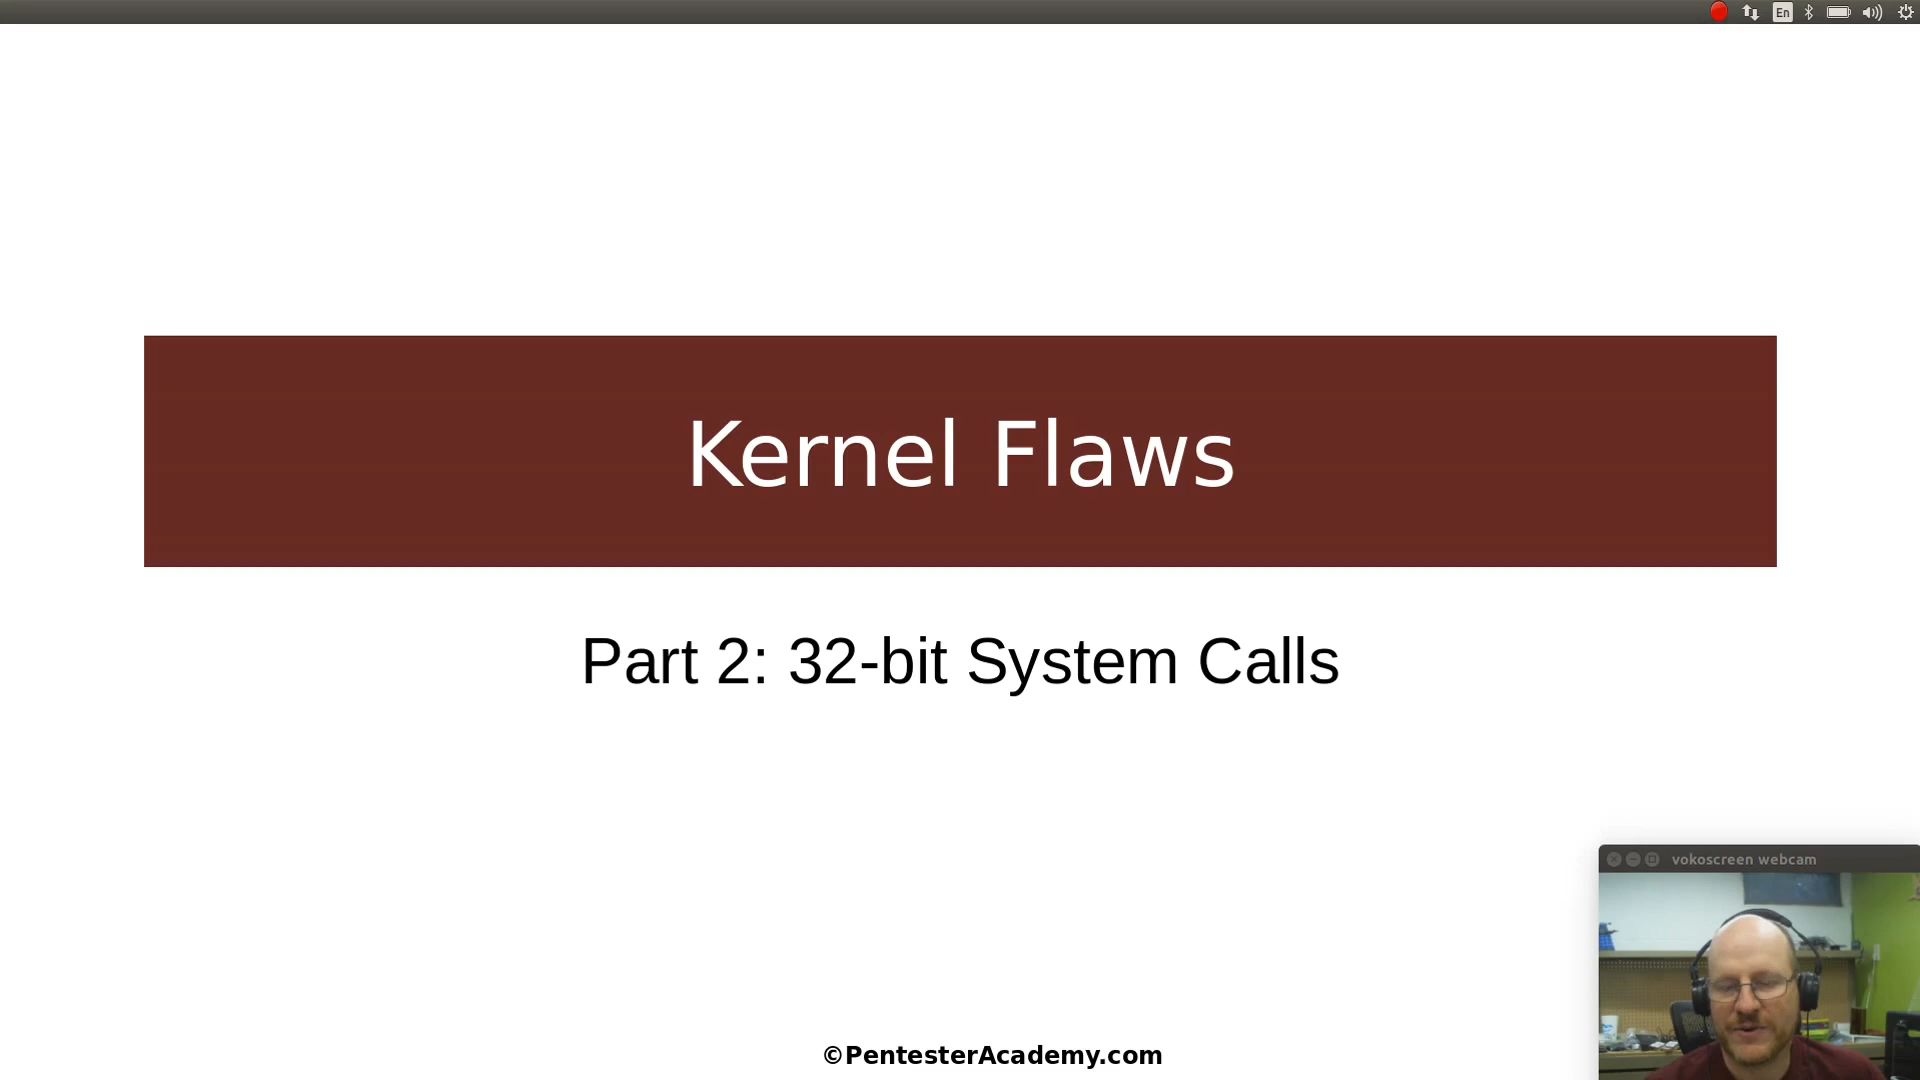 En
Kernel Flaws
Part 2: 32-bit System Calls
vokoscreen webcam
©PentesterAcademy.com